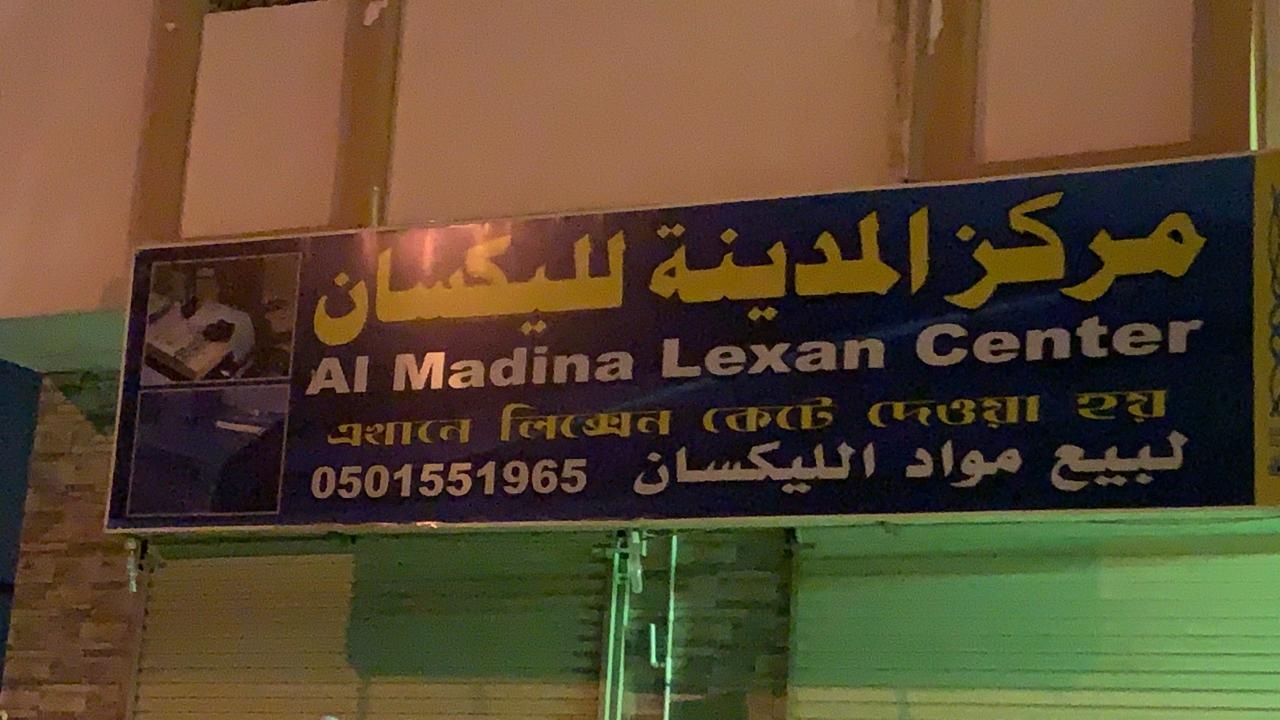 مركز المدينة لليكسان
Al Madina Lexan Center
এখানে লিক্সেন কেটে দেওয়া হয়
0501551965 لبيع مواد الليكسان